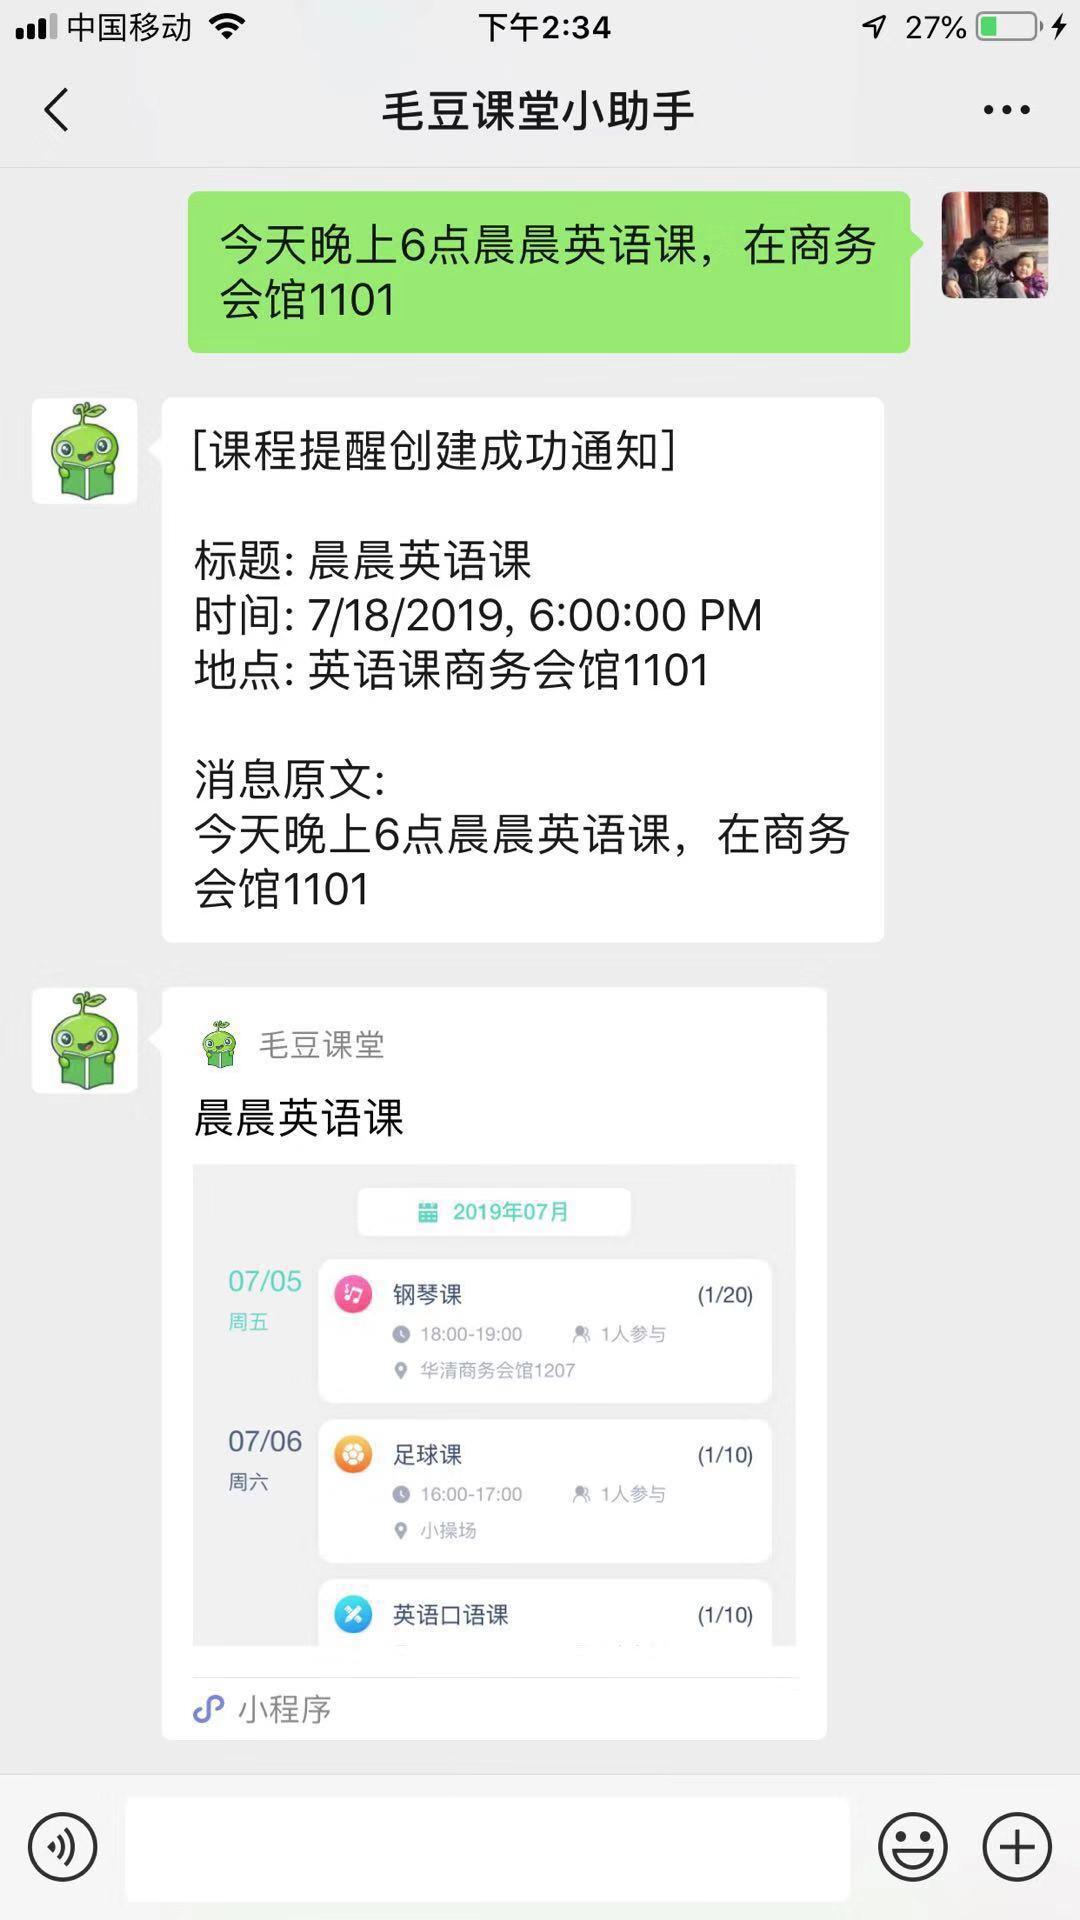 中国移动 下午2:34 27%
毛豆课堂小助手
今天晚上6点晨晨英语课，在商务
会馆1101
[课程提醒创建成功通知]
标题: 晨晨英语课
时间: 7/18/2019, 6:00:00 PM
地点: 英语课商务会馆1101
消息原文:
今天晚上6点晨晨英语课，在商务
会馆1101
毛豆课堂
晨晨英语课
2019年07月
07/05 钢琴课 (1/20)
周五 18:00-19:00 1人参与
华清商务会馆1207
07/06 足球课 (1/10)
周六 16:00-17:00 1人参与
小操场
英语口语课 (1/10)
小程序